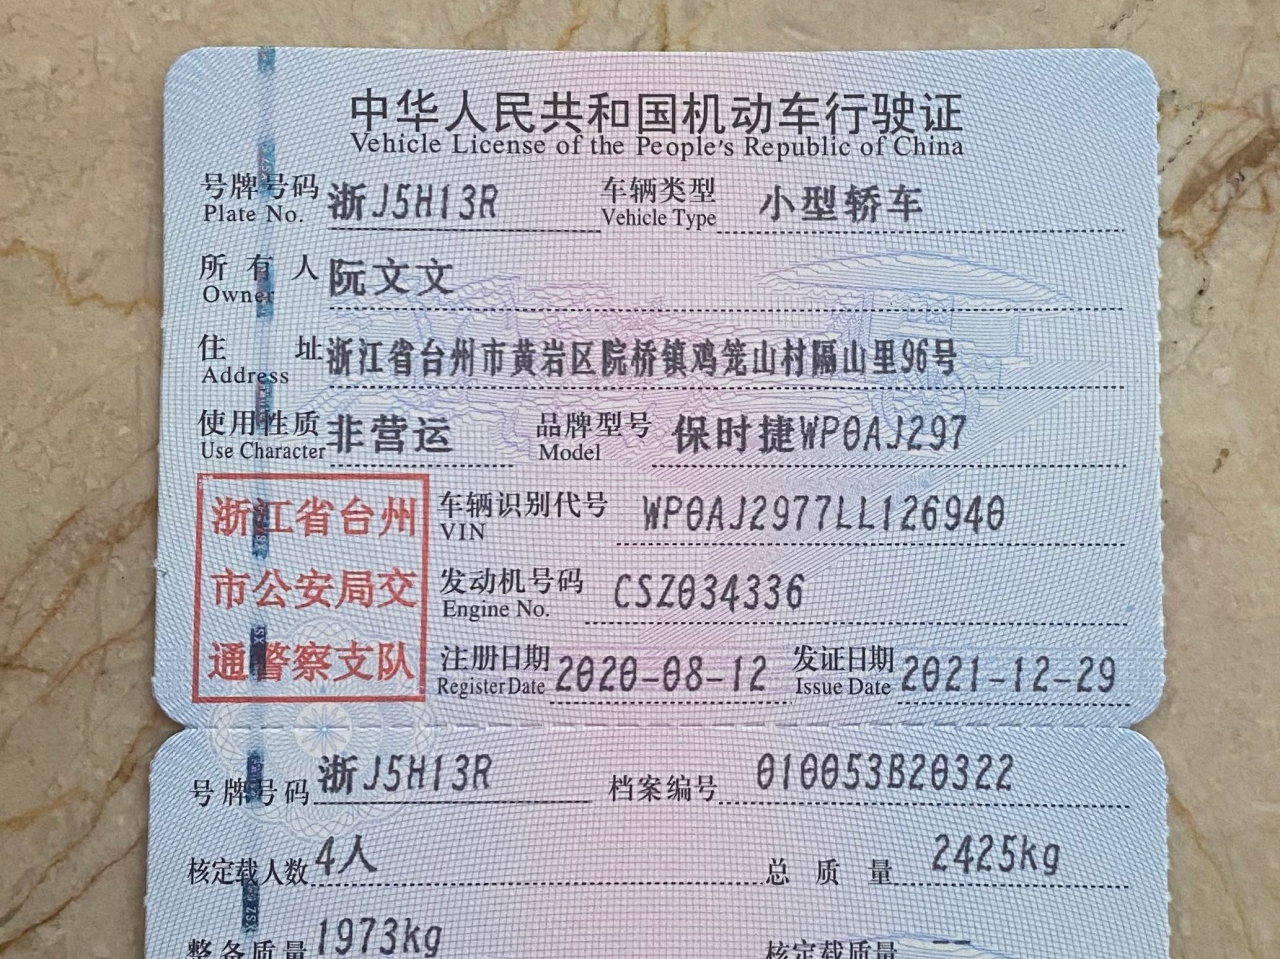 中华人民共和国机动车行驶证
Vehicle License of the People's Republic of China
号牌号码 浙J5H13R 车辆类型 小型轿车
Plate No. Vehicle Type
所有人 阮文文
Owner
住址 浙江省台州市黄岩区院桥镇鸡笼山村隔山里96号
Address
使用性质 非营运 品牌型号 保时捷WP0AJ297
Use Character Model
浙江省台州
市公安局交
通警察支队
车辆识别代号 WP0AJ2977LL126940
VIN
发动机号码 CSZ034336
Engine No.
注册日期 2020-08-12 发证日期 2021-12-29
Register Date Issue Date
号牌号码 浙J5H13R 档案编号 010053B20322
核定载人数 4人 总质量 2425kg
整备质量 1973kg 核定载质量 --